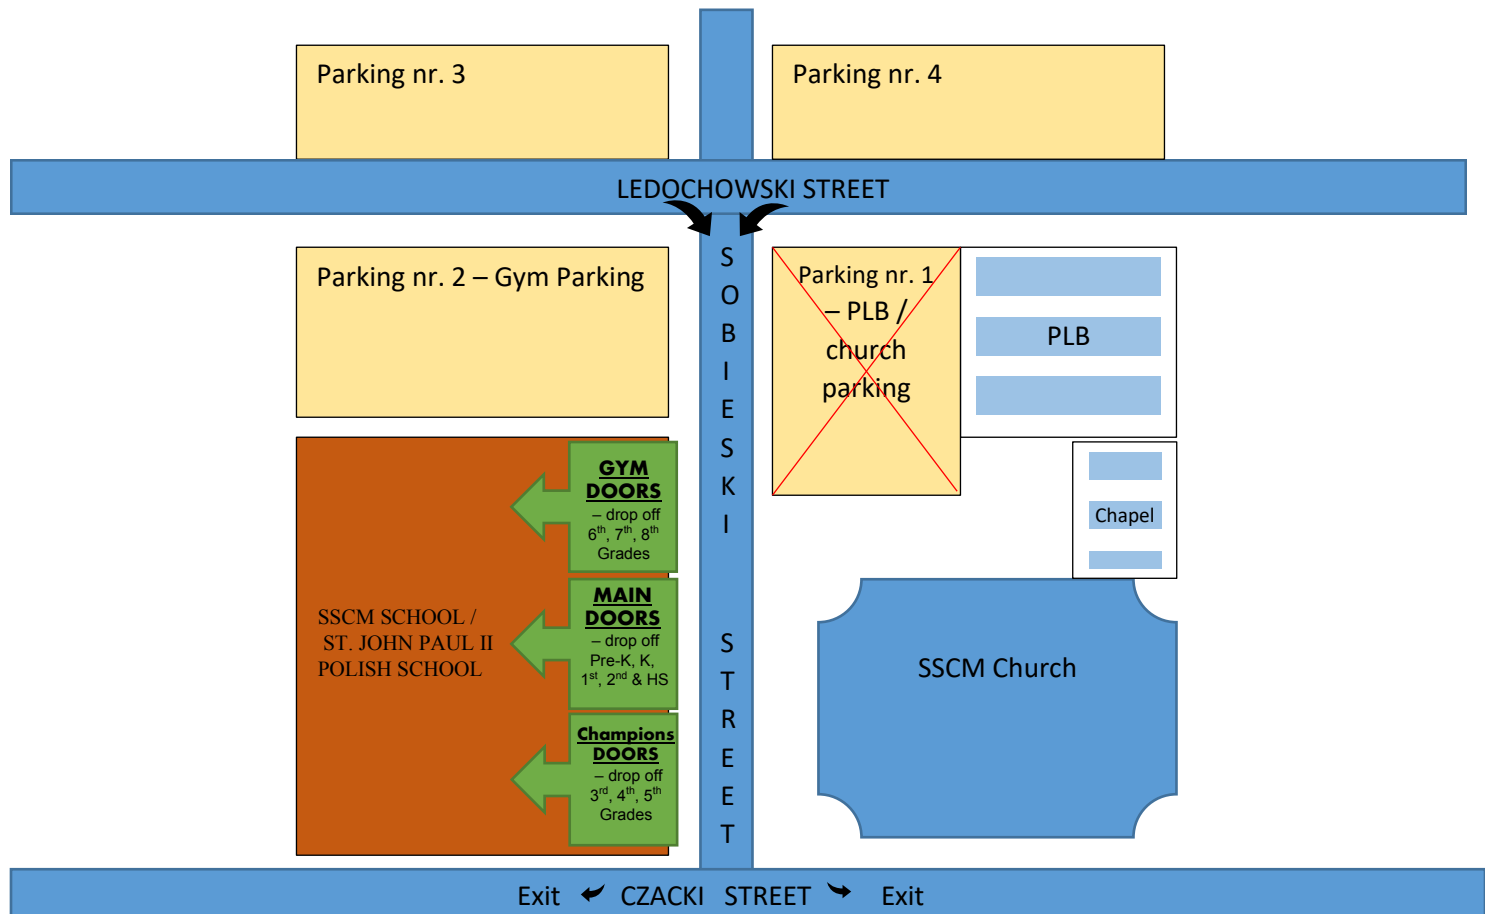 Parking nr. 3
Parking nr. 4
LEDOCHOWSKI STREET
Parking nr. 2 – Gym Parking
SOBIESKI STREET
Parking nr. 1
– PLB /
church
parking
PLB
Chapel
GYM
DOORS
– drop off
6th, 7th, 8th
Grades
MAIN
DOORS
– drop off
Pre-K, K,
1st, 2nd & HS
Champions
DOORS
– drop off
3rd, 4th, 5th
Grades
SSCM SCHOOL /
ST. JOHN PAUL II
POLISH SCHOOL
SSCM Church
Exit CZACKI STREET Exit